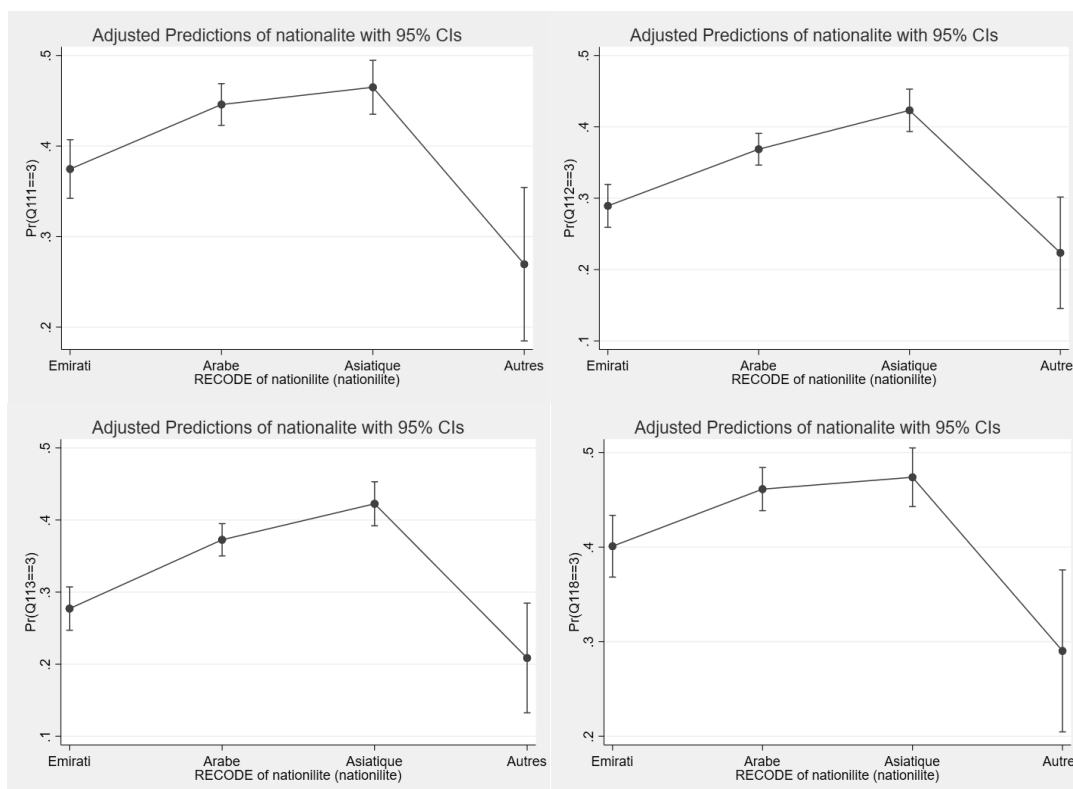 Adjusted Predictions of nationalite with 95% CIs
Pr(Q111==3)
.5
.4
.3
.2
Emirati Arabe Asiatique Autres
RECODE of nationilite (nationilite)
Adjusted Predictions of nationalite with 95% CIs
Pr(Q112==3)
.5
.4
.3
.2
.1
Emirati Arabe Asiatique Autre
RECODE of nationilite (nationilite)
Adjusted Predictions of nationalite with 95% CIs
Pr(Q113==3)
.5
.4
.3
.2
.1
Emirati Arabe Asiatique Autres
RECODE of nationilite (nationilite)
Adjusted Predictions of nationalite with 95% CIs
Pr(Q118==3)
.5
.4
.3
.2
Emirati Arabe Asiatique Autre
RECODE of nationilite (nationilite)